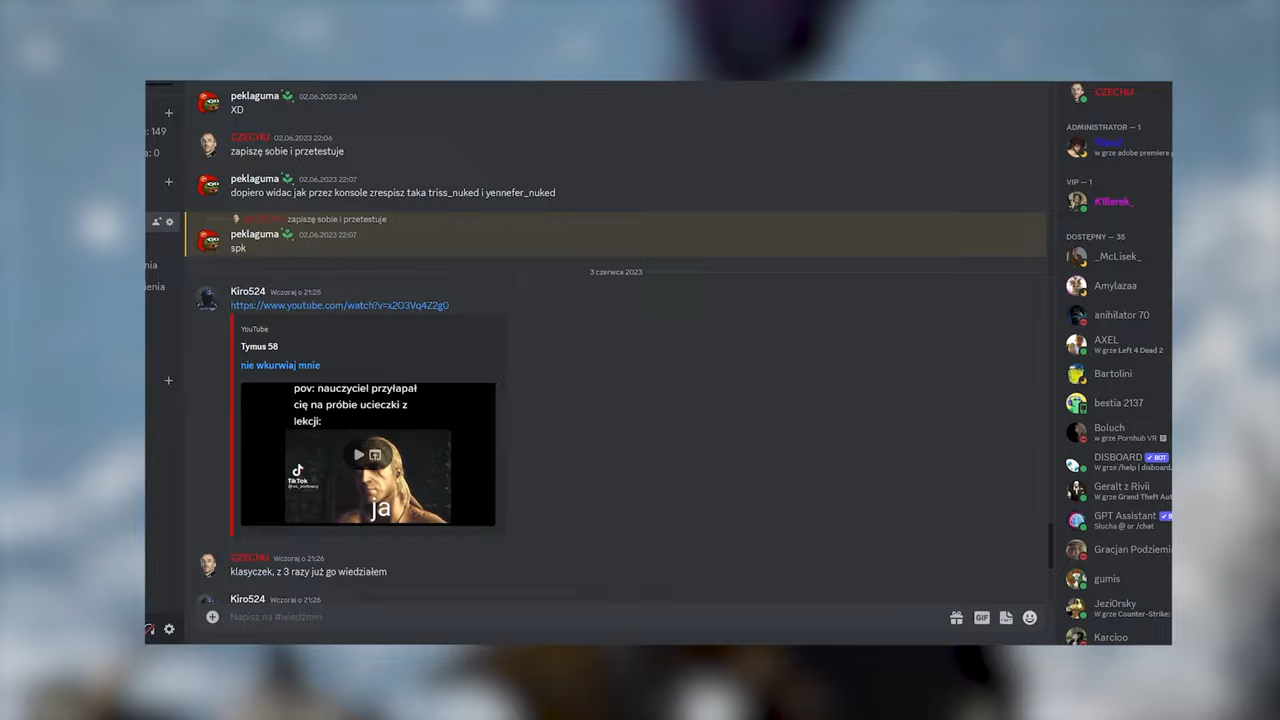 peklaguma 02.06.2023 22:06
XD
CZECHU 02.06.2023 22:06
zapiszę sobie i przetestuje
peklaguma 02.06.2023 22:07
dopiero widac jak przez konsole zrespisz taka triss_nuked i yennefer_nuked
zapiszę sobie i przetestuje
peklaguma 02.06.2023 22:07
spk
3 czerwca 2023
Kiro524 Wczoraj o 21:25
https://www.youtube.com/watch?v=x2O3Vq4Z2g0
YouTube
Tymus 58
nie wkurwiaj mnie
pov: nauczyciel przyłapał
cię na próbie ucieczki z
lekcji:
TikTok
ja
CZECHU Wczoraj o 21:26
klasyczek, z 3 razy już go wiedziałem
Kiro524 Wczoraj o 21:26
Napisz na #wiedzmin
GIF
: 149
a: 0
nia
ienia
CZECHU
ADMINISTRATOR — 1
w grze adobe premiere
VIP — 1
K1llerek_
DOSTĘPNY — 35
_McLisek_
Amylazaa
anihilator 70
AXEL
W grze Left 4 Dead 2
Bartolini
bestia 2137
Boluch
w grze Pornhub VR
DISBOARD BOT
W grze /help | disboard.
Geralt z Rivii
W grze Grand Theft Aut
GPT Assistant B
Słucha @ or /chat
Gracjan Podziemi
gumis
JeziOrsky
W grze Counter-Strike:
Karcioo